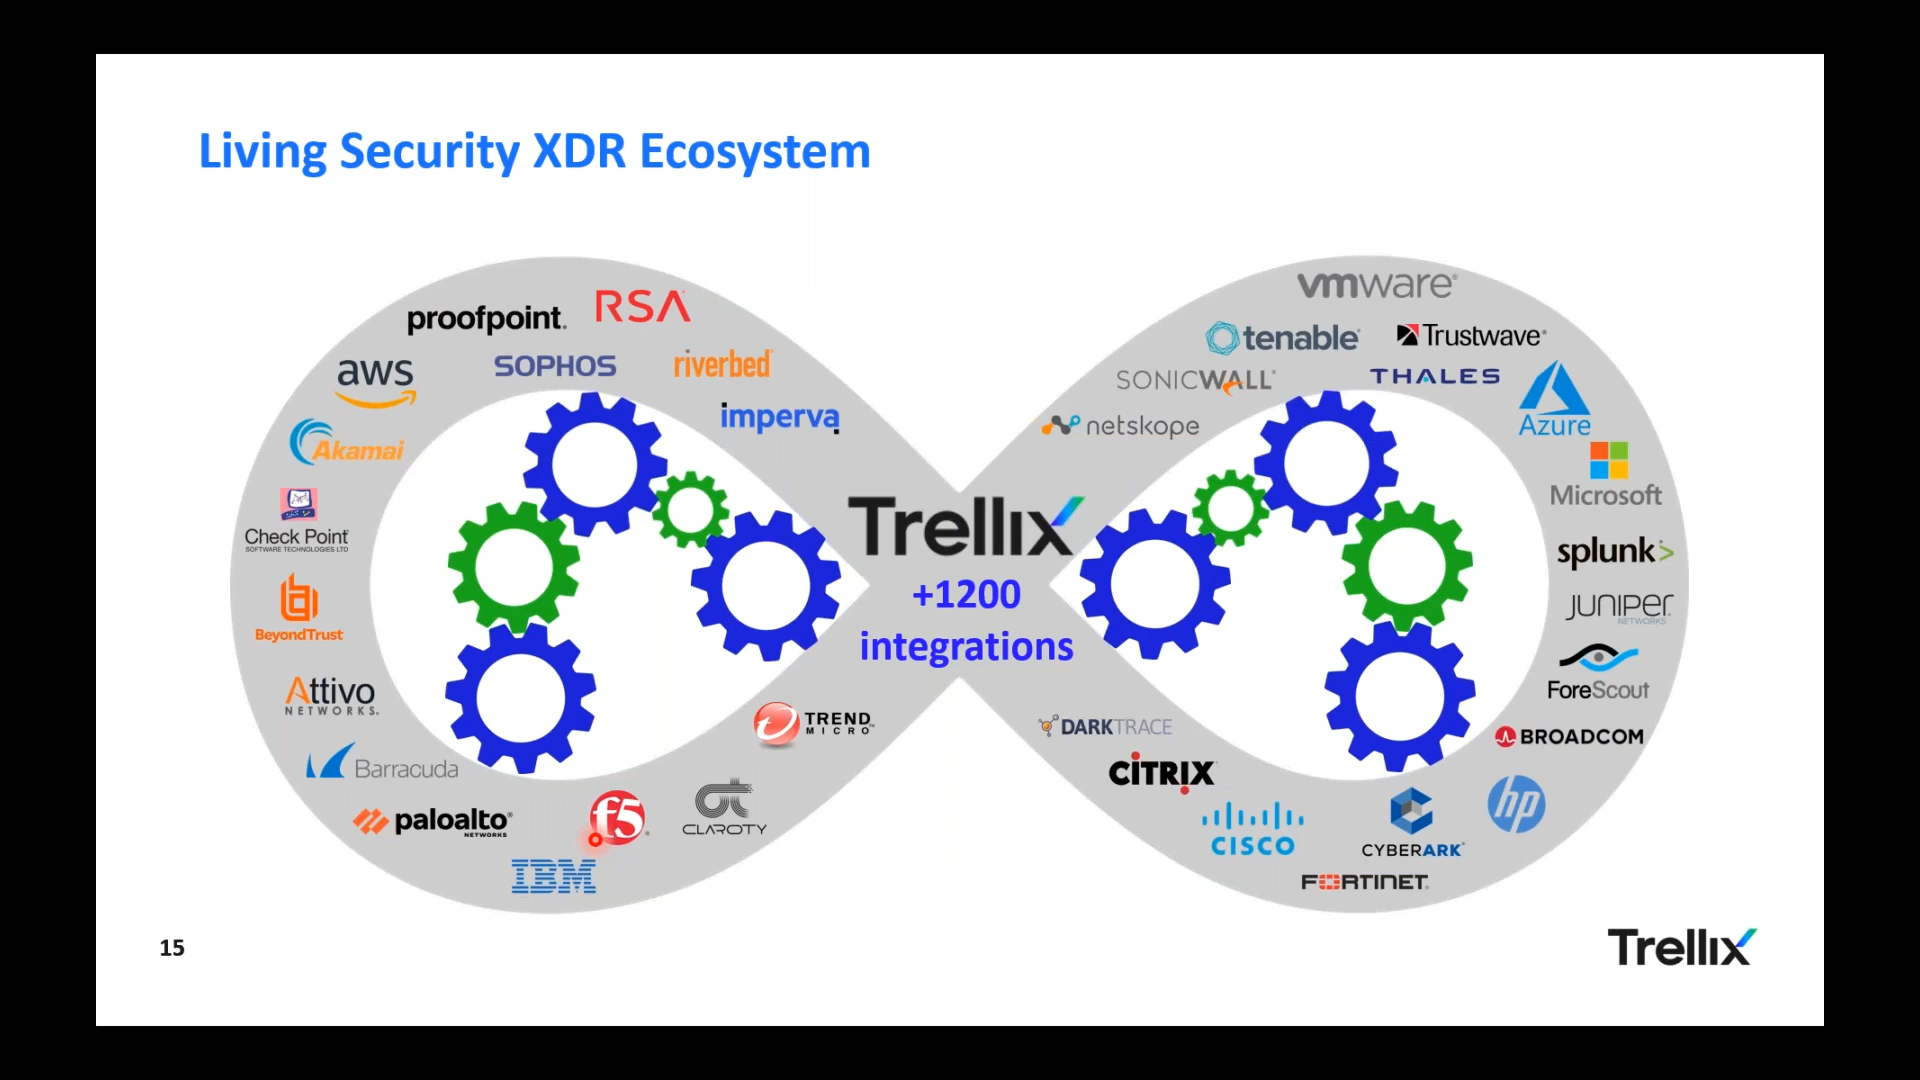 Living Security XDR Ecosystem
proofpoint.
RSA
aws
SOPHOS
riverbed
imperva
Akamai
Check Point
SOFTWARE TECHNOLOGIES LTD
BeyondTrust
Attivo
NETWORKS.
Barracuda
paloalto
NETWORKS
IBM
f5
CLAROTY
TREND
MICRO
Trellix
+1200
integrations
vmware
tenable
Trustwave
SONICWALL
THALES
netskope
Azure
Microsoft
splunk>
JUNIPER
NETWORKS
ForeScout
BROADCOM
hp
DARKTRACE
CITRIX
CISCO
CYBERARK
FORTINET
15
Trellix